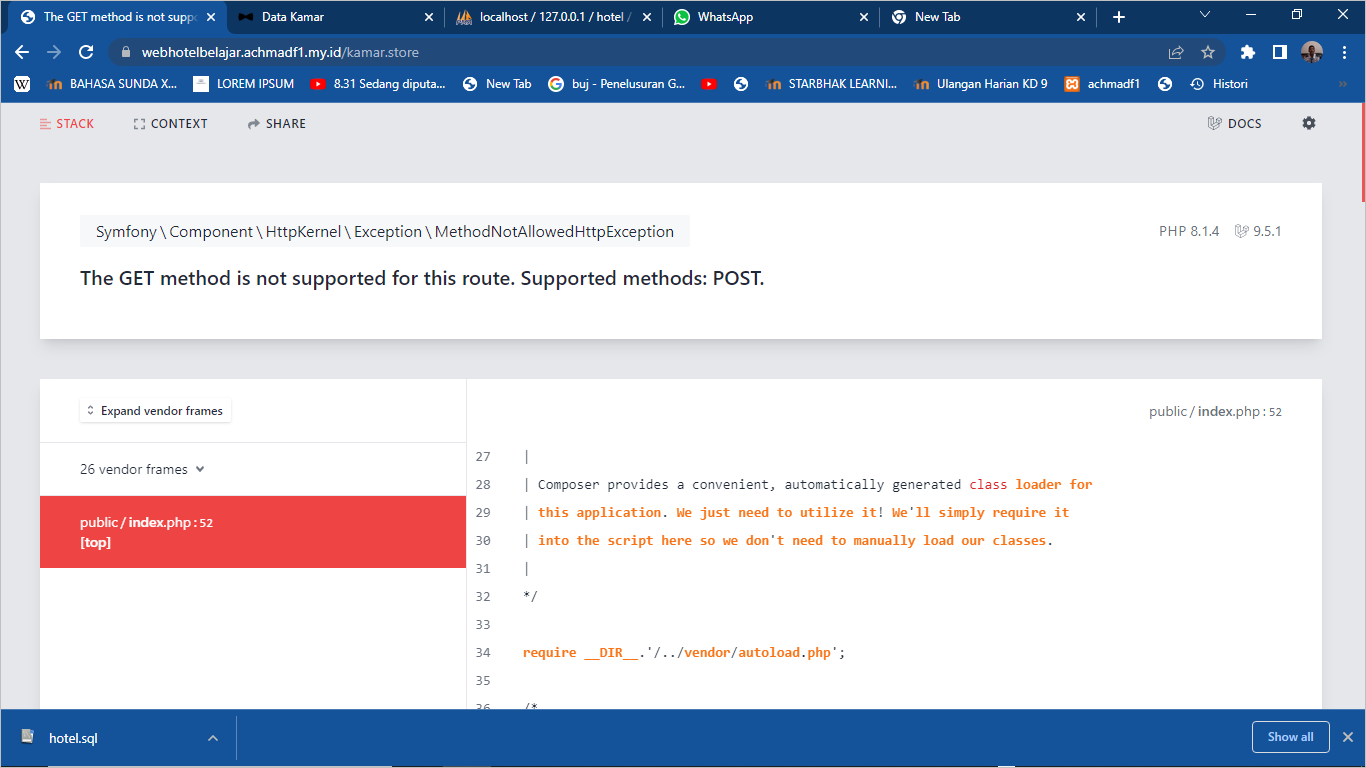 The GET method is not suppo
Data Kamar
localhost / 127.0.0.1 / hotel /
WhatsApp
New Tab
webhotelbelajar.achmadf1.my.id/kamar.store
W
BAHASA SUNDA X...
LOREM IPSUM
8.31 Sedang diputa...
New Tab
buj - Penelusuran G...
STARBHAK LEARNI...
Ulangan Harian KD 9
achmadf1
Histori
»
STACK
CONTEXT
SHARE
DOCS
Symfony \ Component \ HttpKernel \ Exception \ MethodNotAllowedHttpException
PHP 8.1.4
9.5.1
The GET method is not supported for this route. Supported methods: POST.
Expand vendor frames
26 vendor frames
public / index.php : 52
[top]
public / index.php : 52
27 |
28 | Composer provides a convenient, automatically generated class loader for
29 | this application. We just need to utilize it! We'll simply require it
30 | into the script here so we don't need to manually load our classes.
31 |
32 */
33
34 require __DIR__.'/../vendor/autoload.php';
35
36 /*
hotel.sql
Show all